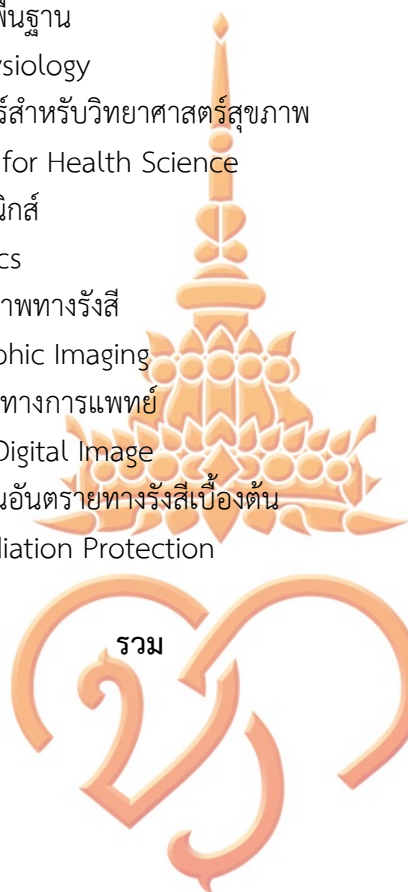 พื้นฐาน
siology
ร์สำหรับวิทยาศาสตร์สุขภาพ
for Health Science
นิกส์
cs
ภาพทางรังสี
phic Imaging
ทางการแพทย์
Digital Image
นอันตรายทางรังสีเบื้องต้น
diation Protection
รวม